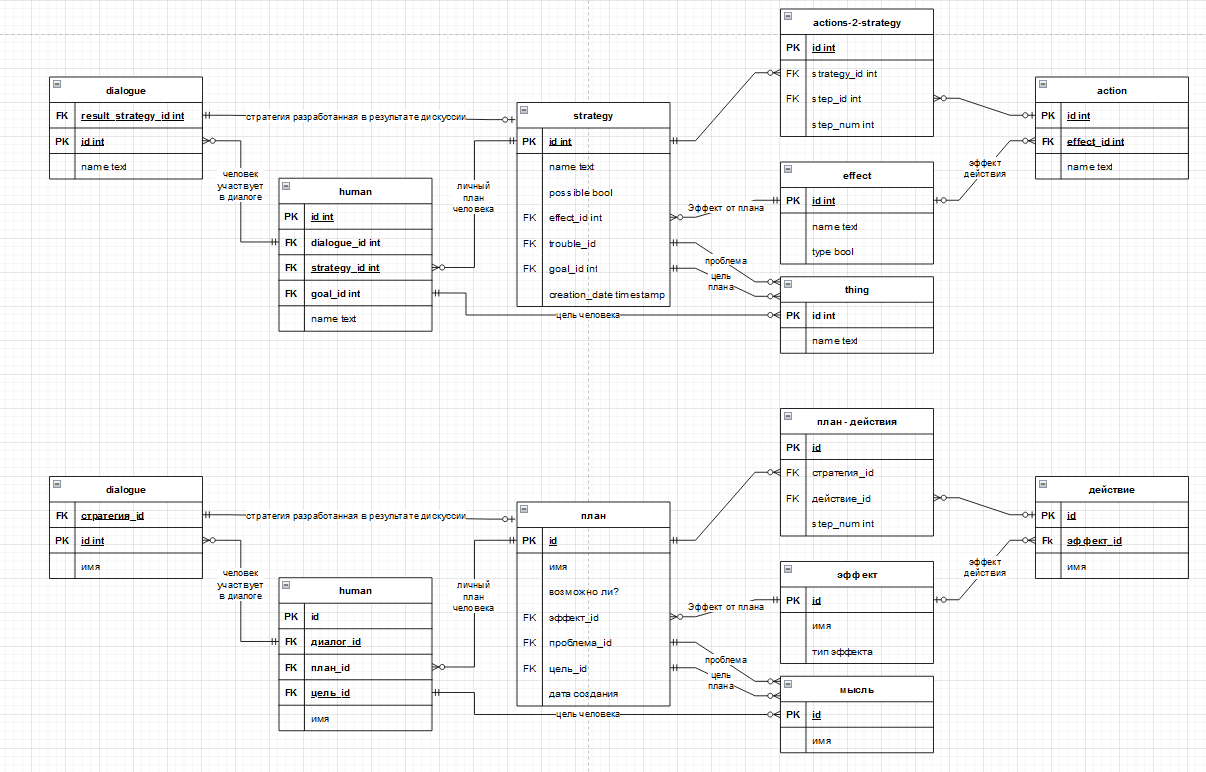 actions-2-strategy
PK id int
FK strategy_id int
FK step_id int
step_num int
dialogue
FK result_strategy_id int
PK id int
name text
стратегия разработанная в результате дискуссии
strategy
PK id int
name text
possible bool
FK effect_id int
FK trouble_id
FK goal_id int
creation_date timestamp
action
PK id int
FK effect_id int
name text
человек
участвует
в диалоге
human
PK id int
FK dialogue_id int
FK strategy_id int
FK goal_id int
name text
личный
план
человека
effect
PK id int
name text
type bool
эффект
действия
Эффект от плана
проблема
цель
плана
thing
PK id int
name text
цель человека
план - действия
PK id
FK стратегия_id
FK действие_id
step_num int
dialogue
FK стратегия_id
PK id int
имя
стратегия разработанная в результате дискуссии
план
PK id
имя
возможно ли?
FK эффект_id
FK проблема_id
FK цель_id
дата создания
действие
PK id
Fk эффект_id
имя
человек
участвует
в диалоге
human
PK id
FK диалог_id
FK план_id
FK цель_id
имя
личный
план
человека
эффект
PK id
имя
тип эффекта
эффект
действия
Эффект от плана
проблема
цель
плана
мысль
PK id
имя
цель человека